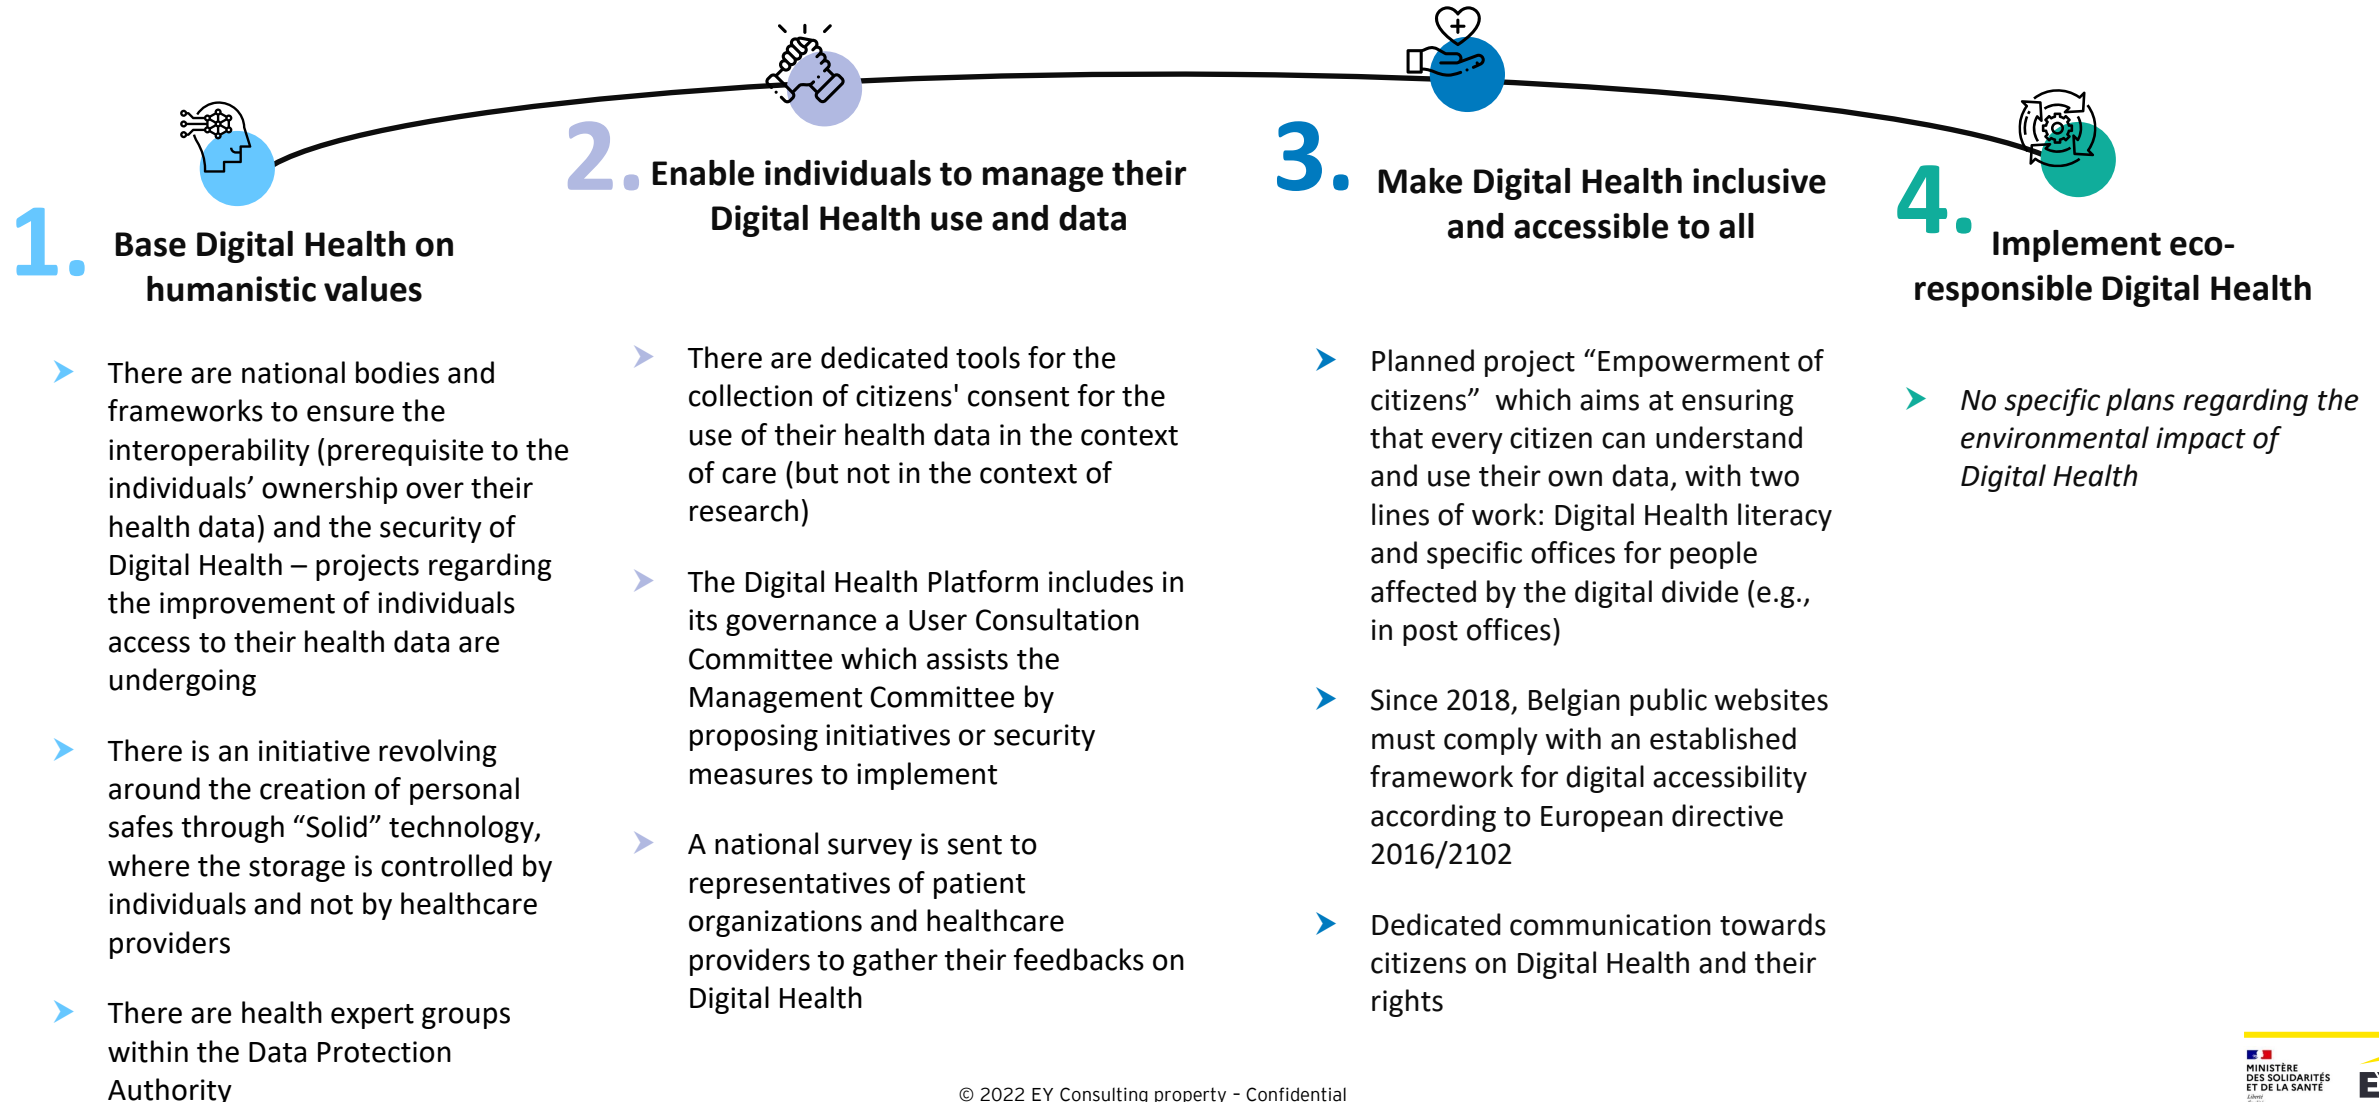 1.
Base Digital Health on
humanistic values
There are national bodies and
frameworks to ensure the
interoperability (prerequisite to the
individuals’ ownership over their
health data) and the security of
Digital Health – projects regarding
the improvement of individuals
access to their health data are
undergoing
There is an initiative revolving
around the creation of personal
safes through “Solid” technology,
where the storage is controlled by
individuals and not by healthcare
providers
There are health expert groups
within the Data Protection
Authority
2.
Enable individuals to manage their
Digital Health use and data
There are dedicated tools for the
collection of citizens' consent for the
use of their health data in the context
of care (but not in the context of
research)
The Digital Health Platform includes in
its governance a User Consultation
Committee which assists the
Management Committee by
proposing initiatives or security
measures to implement
A national survey is sent to
representatives of patient
organizations and healthcare
providers to gather their feedbacks on
Digital Health
3.
Make Digital Health inclusive
and accessible to all
Planned project “Empowerment of
citizens” which aims at ensuring
that every citizen can understand
and use their own data, with two
lines of work: Digital Health literacy
and specific offices for people
affected by the digital divide (e.g.,
in post offices)
Since 2018, Belgian public websites
must comply with an established
framework for digital accessibility
according to European directive
2016/2102
Dedicated communication towards
citizens on Digital Health and their
rights
4.
Implement eco-
responsible Digital Health
No specific plans regarding the
environmental impact of
Digital Health
© 2022 EY Consulting property – Confidential
MINISTÈRE
DES SOLIDARITÉS
ET DE LA SANTÉ
Liberté